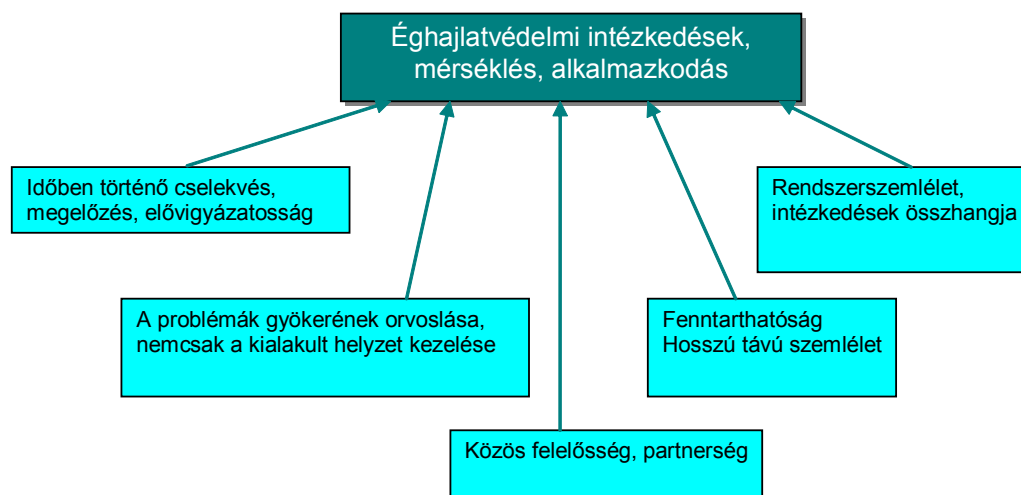 Éghajlatvédelmi intézkedések,
mérséklés, alkalmazkodás
Időben történő cselekvés,
megelőzés, elővigyázatosság
Rendszerszemlélet,
intézkedések összhangja
A problémák gyökerének orvoslása,
nemcsak a kialakult helyzet kezelése
Fenntarthatóság
Hosszú távú szemlélet
Közös felelősség, partnerség